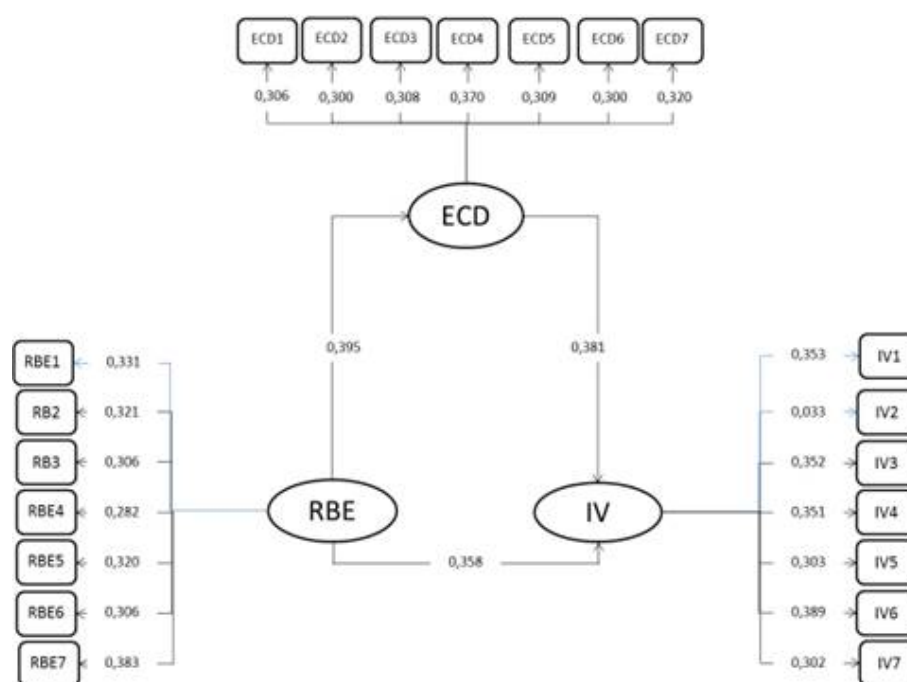 ECD1 ECD2 ECD3 ECD4 ECD5 ECD6 ECD7
0,306 0,300 0,308 0,370 0,309 0,300 0,320
ECD
0,395 0,381
RBE1 0,331 0,353 IV1
RB2 0,321 0,033 IV2
RB3 0,306 0,352 IV3
RBE4 0,282 RBE IV 0,351 IV4
RBE5 0,320 0,358 0,303 IV5
RBE6 0,306 0,389 IV6
RBE7 0,383 0,302 IV7